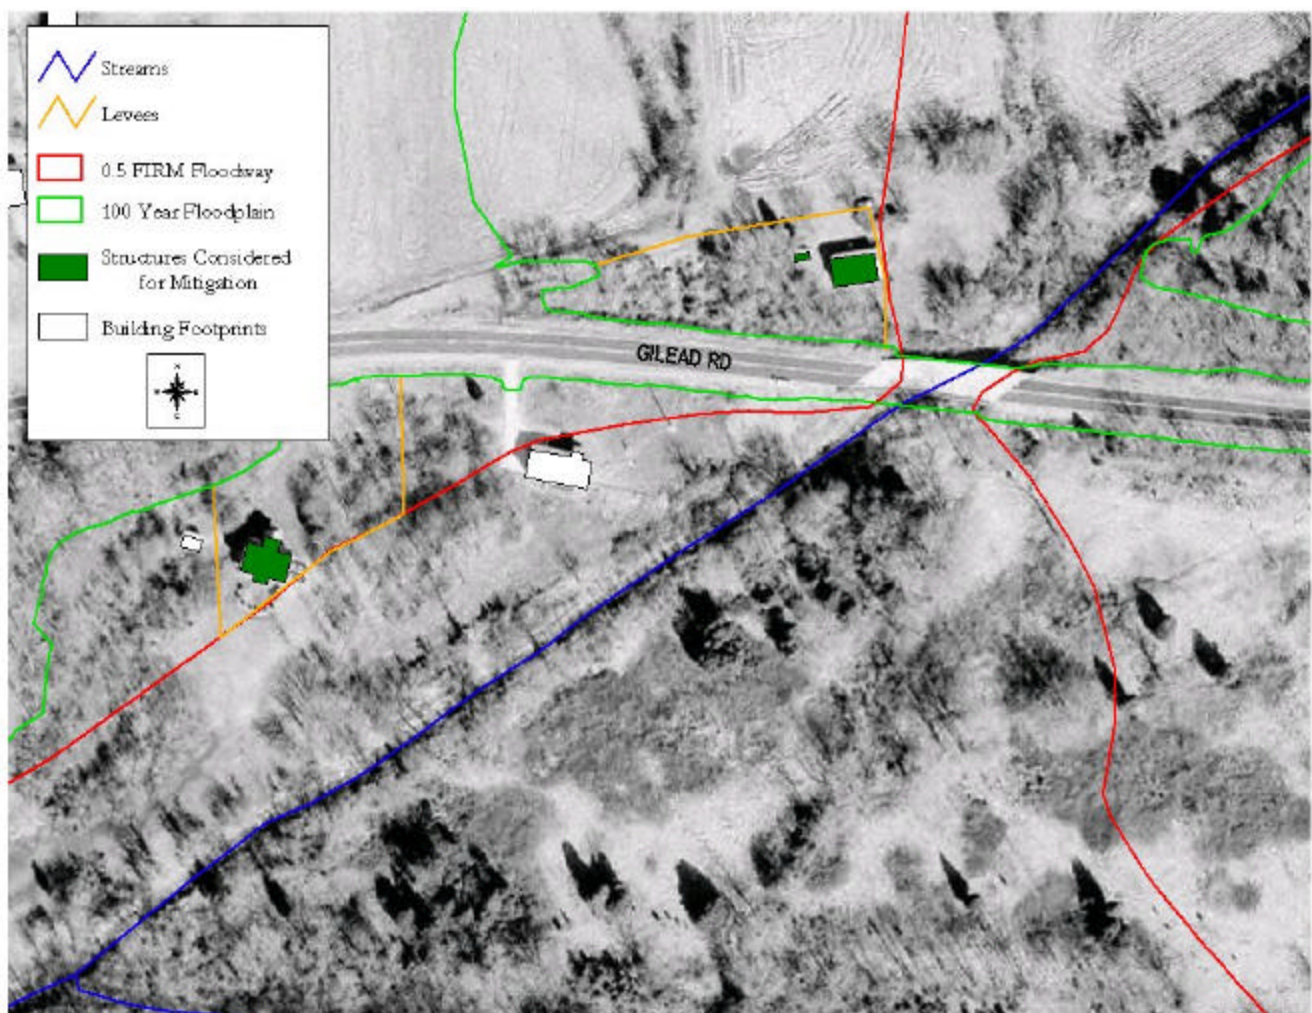 Streams
Levees
0.5 FIRM Floodway
100 Year Floodplain
Structures Considered
for Mitigation
Building Footprints
GILEAD RD